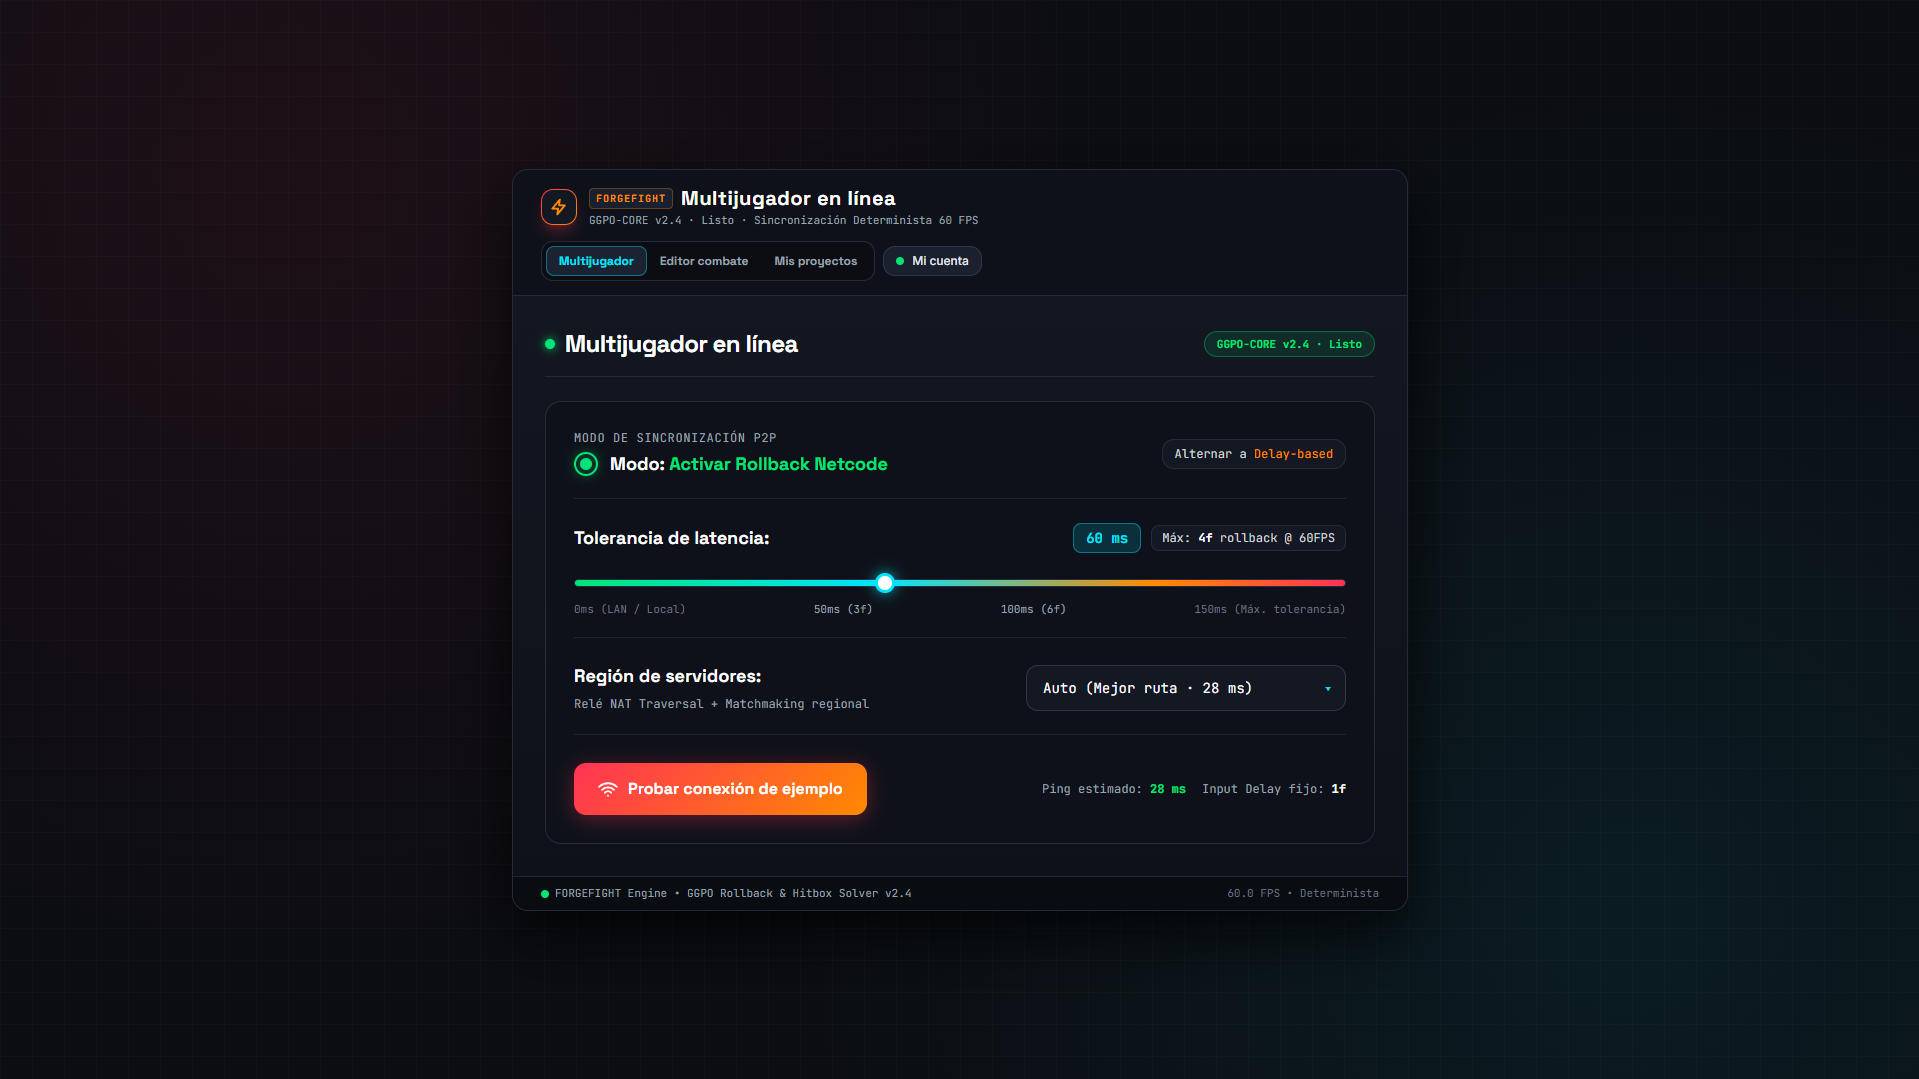 FORGEFIGHT Multijugador en línea
GGPO-CORE v2.4 · Listo · Sincronización Determinista 60 FPS
Multijugador Editor combate Mis proyectos Mi cuenta
Multijugador en línea GGPO-CORE v2.4 · Listo
MODO DE SINCRONIZACIÓN P2P
Modo: Activar Rollback Netcode Alternar a Delay-based
Tolerancia de latencia: 60 ms Máx: 4f rollback @ 60FPS
0ms (LAN / Local) 50ms (3f) 100ms (6f) 150ms (Máx. tolerancia)
Región de servidores: Auto (Mejor ruta · 28 ms)
Relé NAT Traversal + Matchmaking regional
Probar conexión de ejemplo Ping estimado: 28 ms Input Delay fijo: 1f
FORGEFIGHT Engine • GGPO Rollback & Hitbox Solver v2.4 60.0 FPS • Determinista